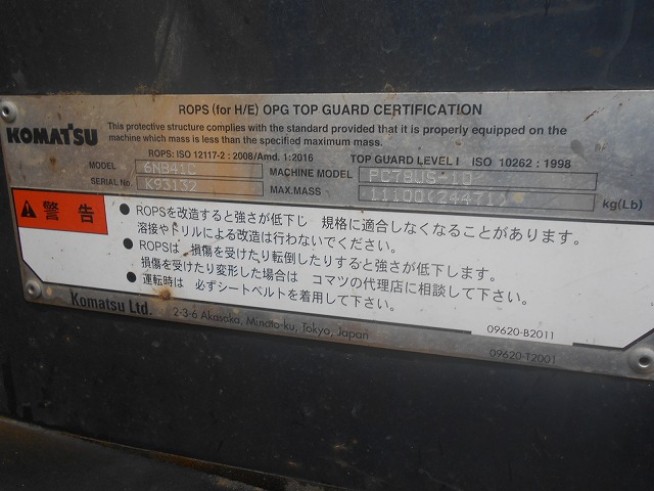 ROPS (for H/E) OPG TOP GUARD CERTIFICATION
KOMATSU
This protective structure complies with the standard provided that it is properly equipped on the
machine which mass is less than the specified maximum mass.
ROPS: ISO 12117-2 : 2008/Amd. 1:2016 TOP GUARD LEVEL I ISO 10262 : 1998
MODEL 6NB41C MACHINE MODEL PC78US-10
SERIAL No. K93132 MAX.MASS 11100(24471) kg(Lb)
警告
● ROPSを改造すると強さが低下し 規格に適合しなくなることがあります。
溶接やドリルによる改造は行わないでください。
● ROPSは 損傷を受けたり転倒したりすると強さが低下します。
損傷を受けたり変形した場合は コマツの代理店に相談して下さい。
● 運転時は 必ずシートベルトを着用して下さい。
Komatsu Ltd. 2-3-6 Akasaka, Minato-ku, Tokyo, Japan
09620-B2011
09620-T2001